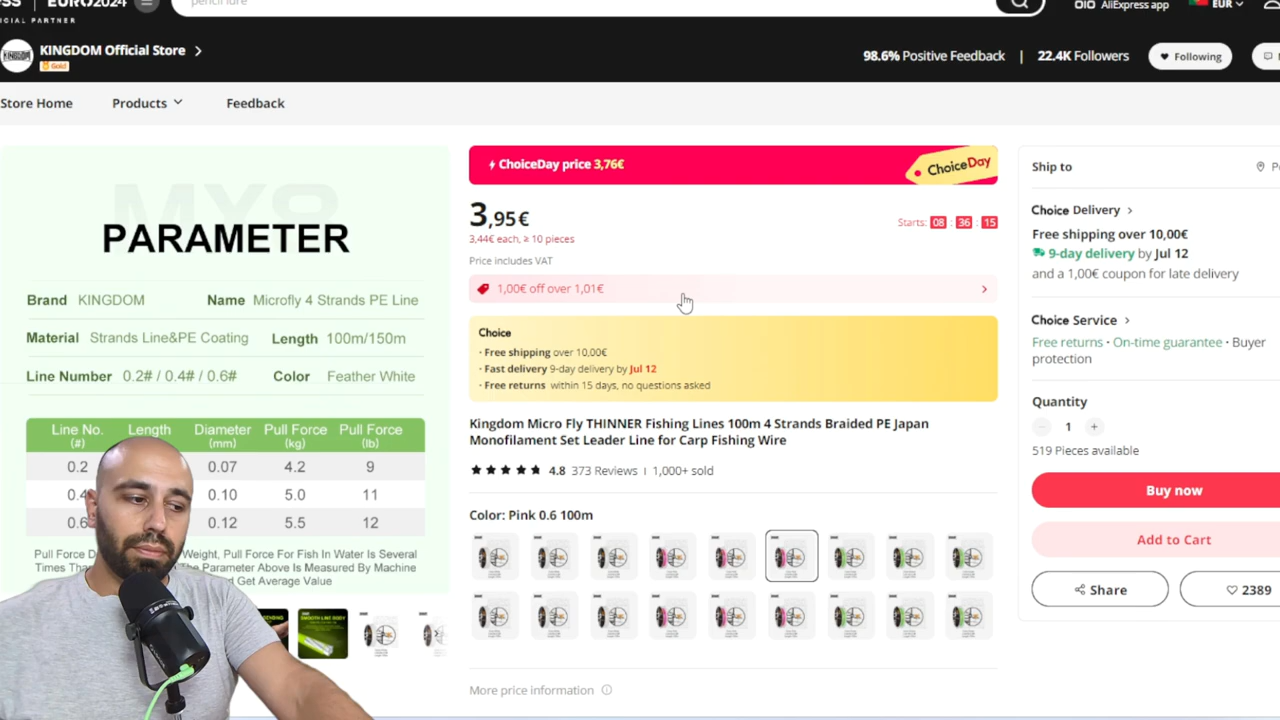 EURO2024
pencil lure
AliExpress app
EUR
CIAL PARTNER
KINGDOM Official Store
Gold
98.6% Positive Feedback | 22.4K Followers
Following
Store Home
Products
Feedback
PARAMETER
Brand KINGDOM
Name Microfly 4 Strands PE Line
Material Strands Line&PE Coating
Length 100m/150m
Line Number 0.2# / 0.4# / 0.6#
Color Feather White
Line No. Length Diameter Pull Force Pull Force
(#) (mm) (kg) (lb)
0.2 0.07 4.2 9
0.4 0.10 5.0 11
0.6 0.12 5.5 12
Pull Force D Weight, Pull Force For Fish In Water Is Several
Times Tha The Parameter Above Is Measured By Machine
d Get Average Value
ChoiceDay price 3,76€
ChoiceDay
3,95€
3,44€ each, ≥ 10 pieces
Starts: 08 : 36 : 15
Price includes VAT
1,00€ off over 1,01€
Choice
· Free shipping over 10,00€
· Fast delivery 9-day delivery by Jul 12
· Free returns within 15 days, no questions asked
Kingdom Micro Fly THINNER Fishing Lines 100m 4 Strands Braided PE Japan
Monofilament Set Leader Line for Carp Fishing Wire
4.8 373 Reviews | 1,000+ sold
Color: Pink 0.6 100m
More price information
Ship to
Choice Delivery
Free shipping over 10,00€
9-day delivery by Jul 12
and a 1,00€ coupon for late delivery
Choice Service
Free returns · On-time guarantee · Buyer
protection
Quantity
1
519 Pieces available
Buy now
Add to Cart
Share
2389